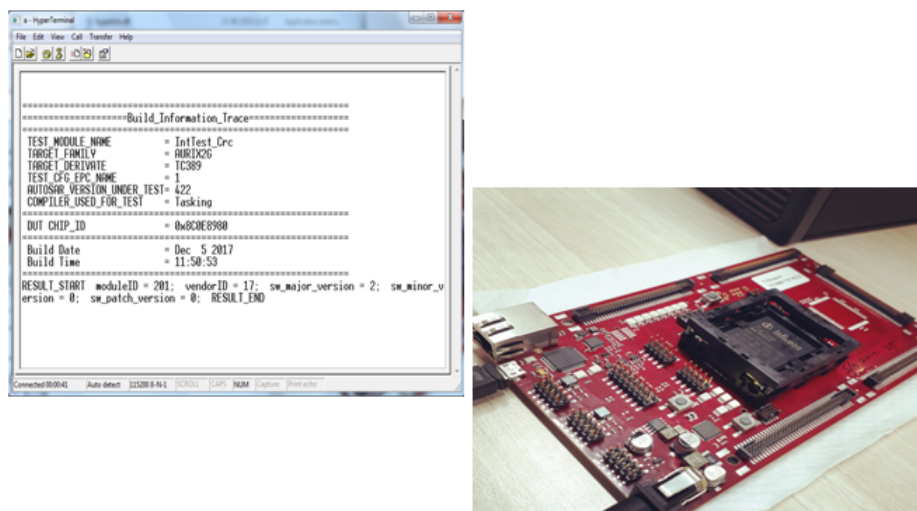 a - HyperTerminal
File Edit View Call Transfer Help
=====================Build_Information_Trace====================
TEST_MODULE_NAME = IntTest_Crc
TARGET_FAMILY = AURIX2G
TARGET_DERIVATE = TC389
TEST_CFG_EPC_NAME = 1
AUTOSAR_VERSION_UNDER_TEST= 422
COMPILER_USED_FOR_TEST = Tasking
DUT CHIP_ID = 0x8C0E8980
Build Date = Dec 5 2017
Build Time = 11:50:53
RESULT_START moduleID = 201; vendorID = 17; sw_major_version = 2; sw_minor_v
ersion = 0; sw_patch_version = 0; RESULT_END
Connected 00:00:41 Auto detect 115200 8-N-1 SCROLL CAPS NUM Capture Print echo